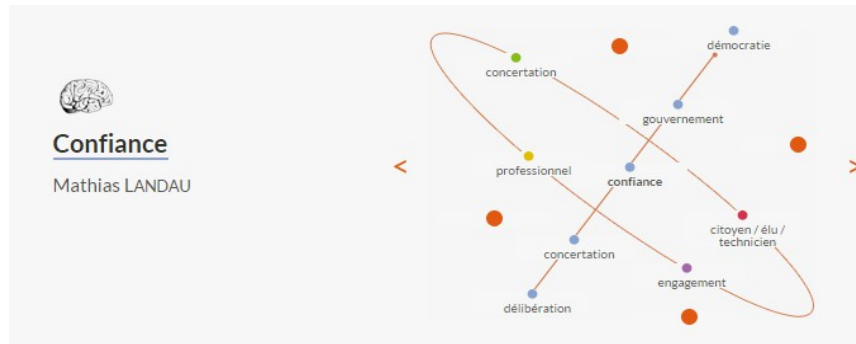 Confiance
Mathias LANDAU
démocratie
concertation
gouvernement
<
professionnel
confiance
>
citoyen / élu /
technicien
concertation
engagement
délibération